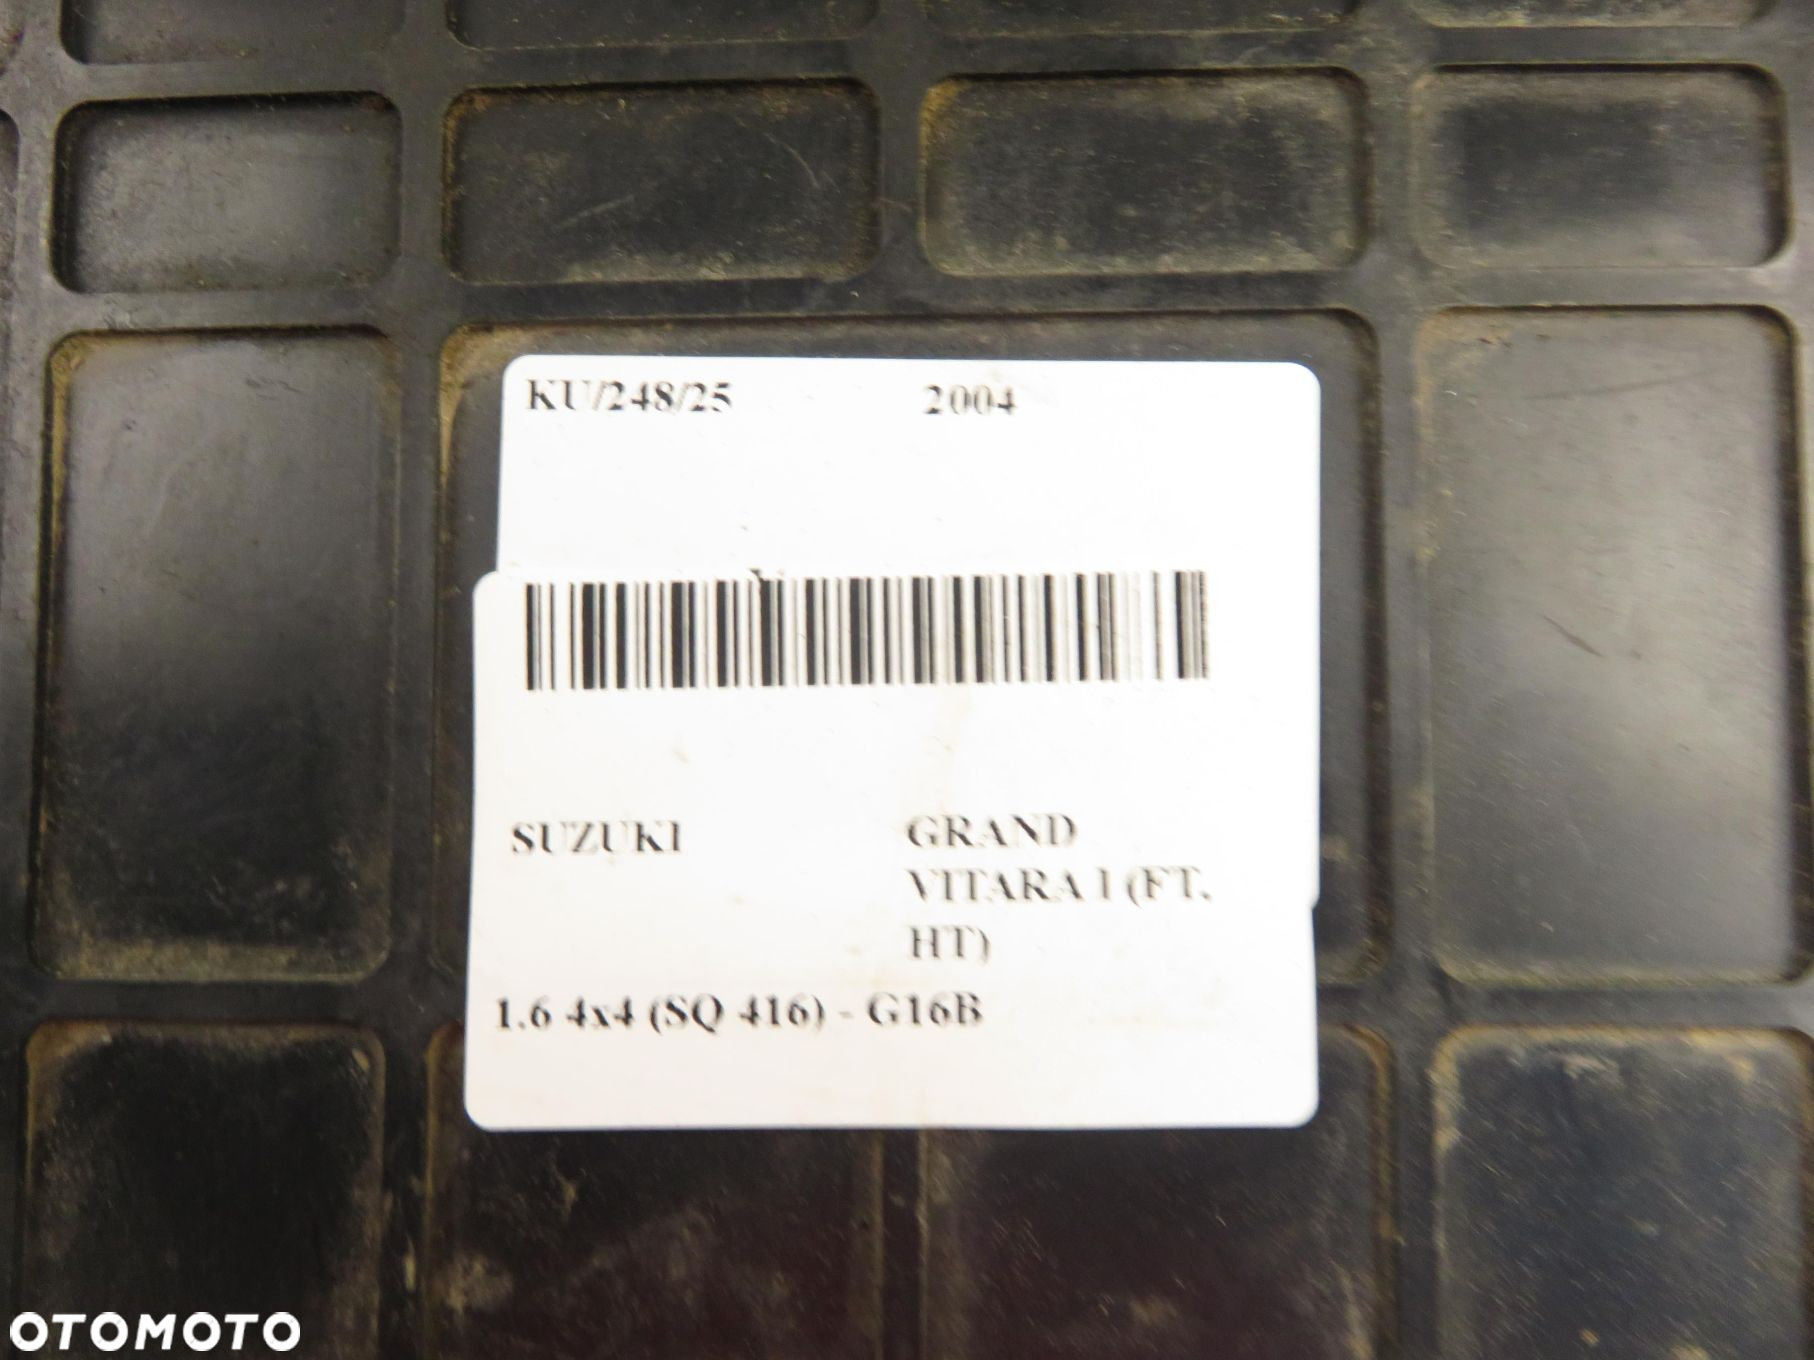 KU/248/25 2004
SUZUKI GRAND
VITARA I (FT,
HT)
1.6 4x4 (SQ 416) - G16B
OTOMOTO